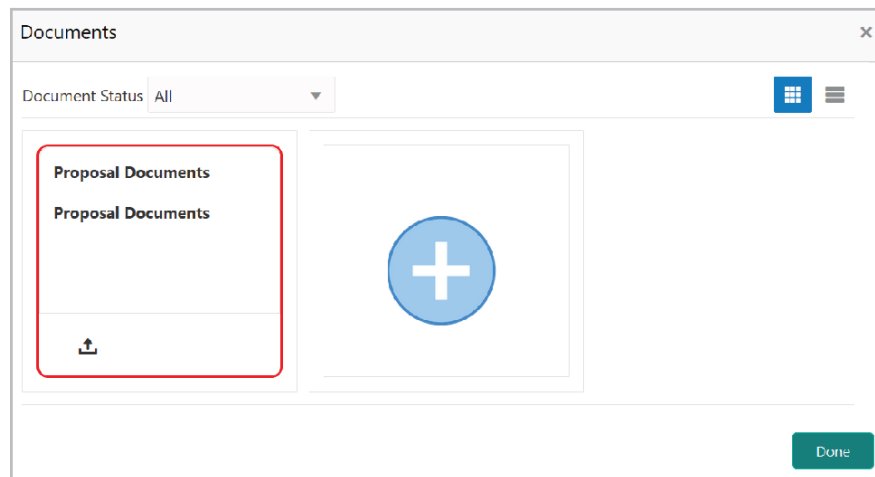 Documents
Document Status All
Proposal Documents
Proposal Documents
Done